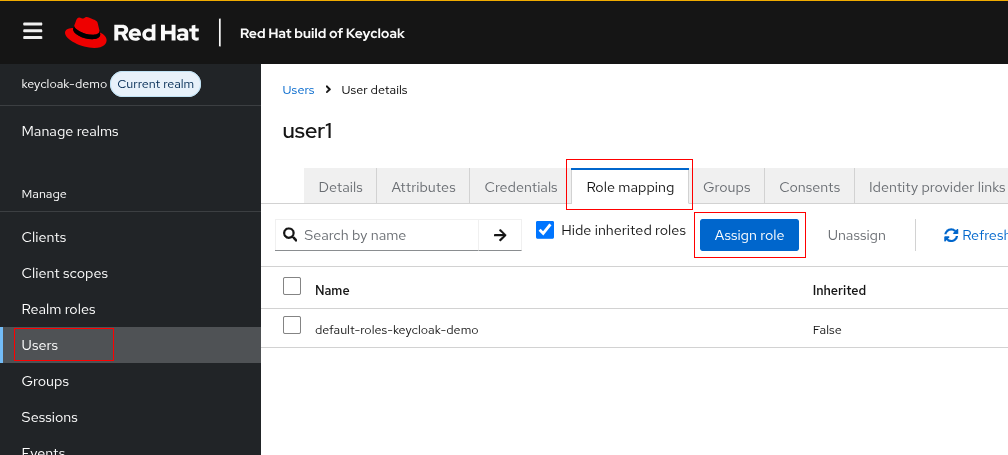 Red Hat
Red Hat build of Keycloak
keycloak-demo Current realm
Manage realms
Manage
Clients
Client scopes
Realm roles
Users
Groups
Sessions
Events
Users > User details
user1
Details Attributes Credentials Role mapping Groups Consents Identity provider links
Search by name Hide inherited roles Assign role Unassign Refresh
Name Inherited
default-roles-keycloak-demo False